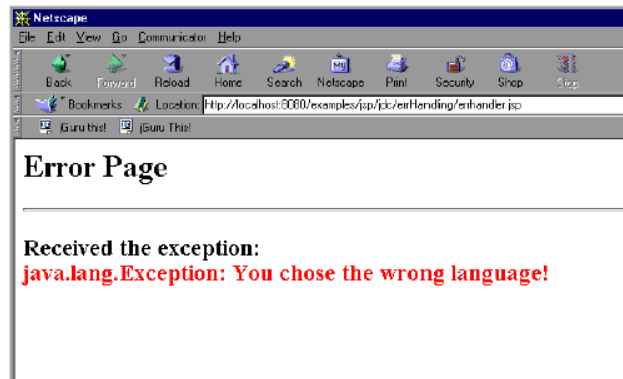 Netscape
File Edit View Go Communicator Help
Back Forward Reload Home Search Netscape Print Security Shop Stop
Bookmarks Location: http://localhost:8080/examples/jsp/jdc/errHandling/errhandler.jsp
jGuru this! jGuru This!
Error Page
Received the exception:
java.lang.Exception: You chose the wrong language!